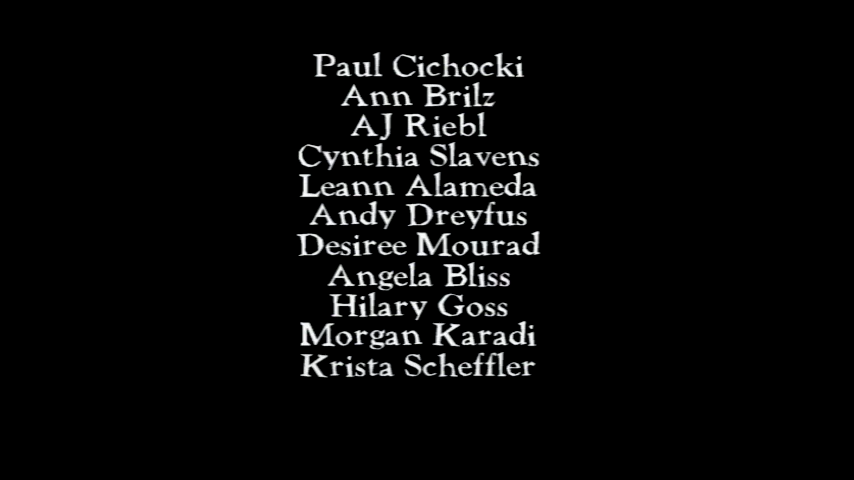 Paul Cichocki
Ann Brilz
AJ Riebl
Cynthia Slavens
Leann Alameda
Andy Dreyfus
Desiree Mourad
Angela Bliss
Hilary Goss
Morgan Karadi
Krista Scheffler